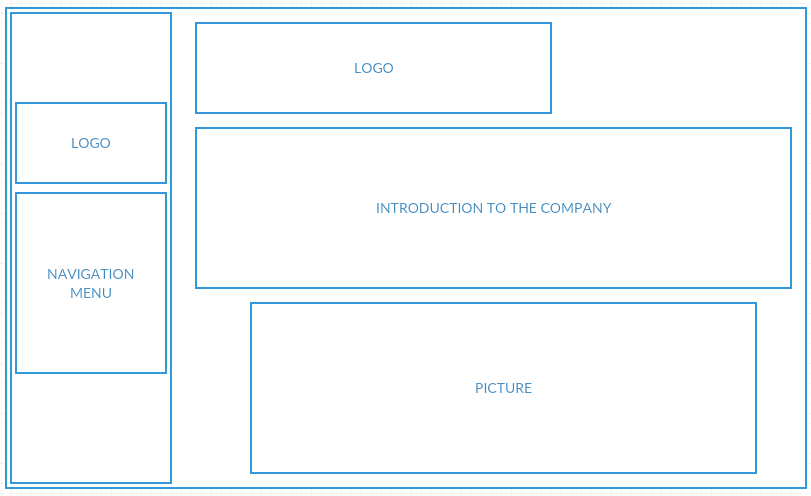 LOGO
LOGO
NAVIGATION
MENU
INTRODUCTION TO THE COMPANY
PICTURE